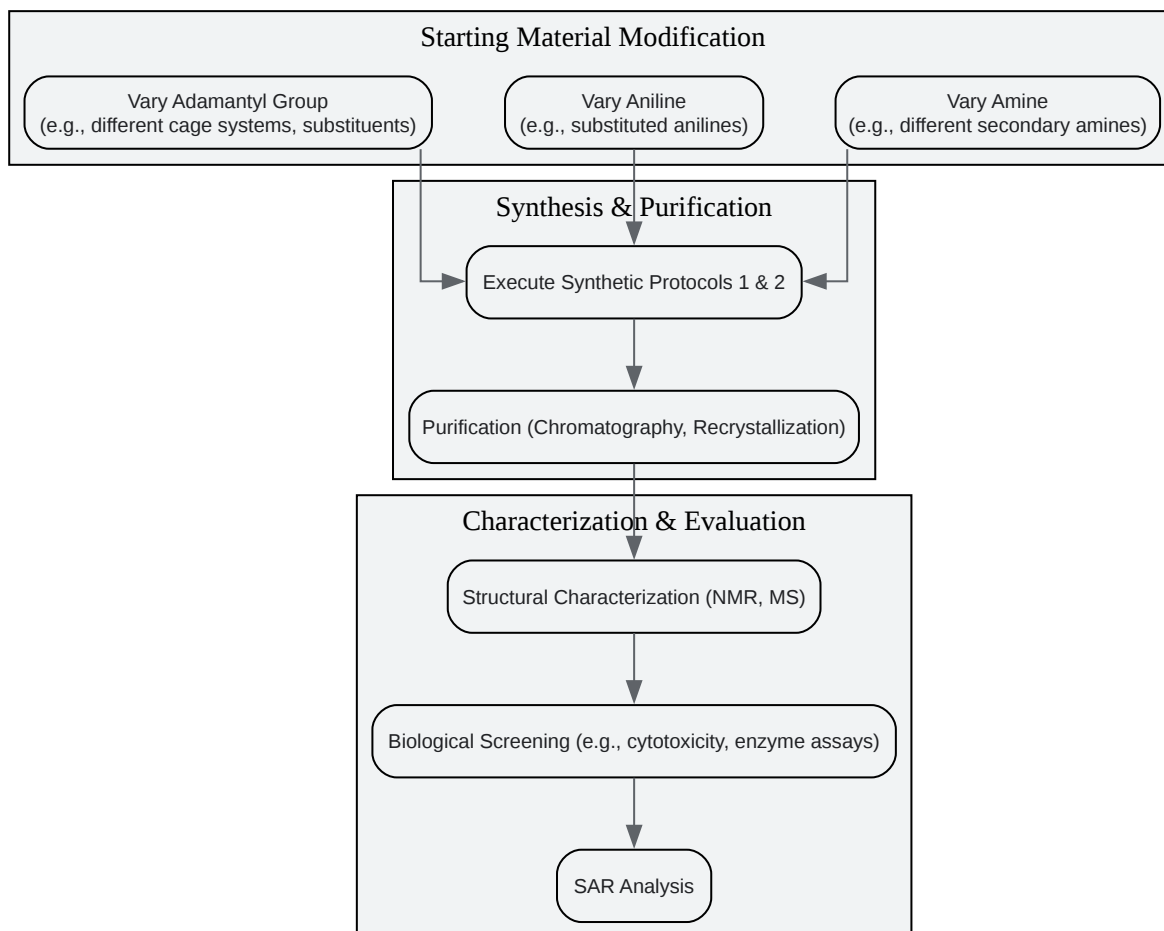 Starting Material Modification
Vary Adamantyl Group
(e.g., different cage systems, substituents)
Vary Aniline
(e.g., substituted anilines)
Vary Amine
(e.g., different secondary amines)
Synthesis & Purification
Execute Synthetic Protocols 1 & 2
Purification (Chromatography, Recrystallization)
Characterization & Evaluation
Structural Characterization (NMR, MS)
Biological Screening (e.g., cytotoxicity, enzyme assays)
SAR Analysis